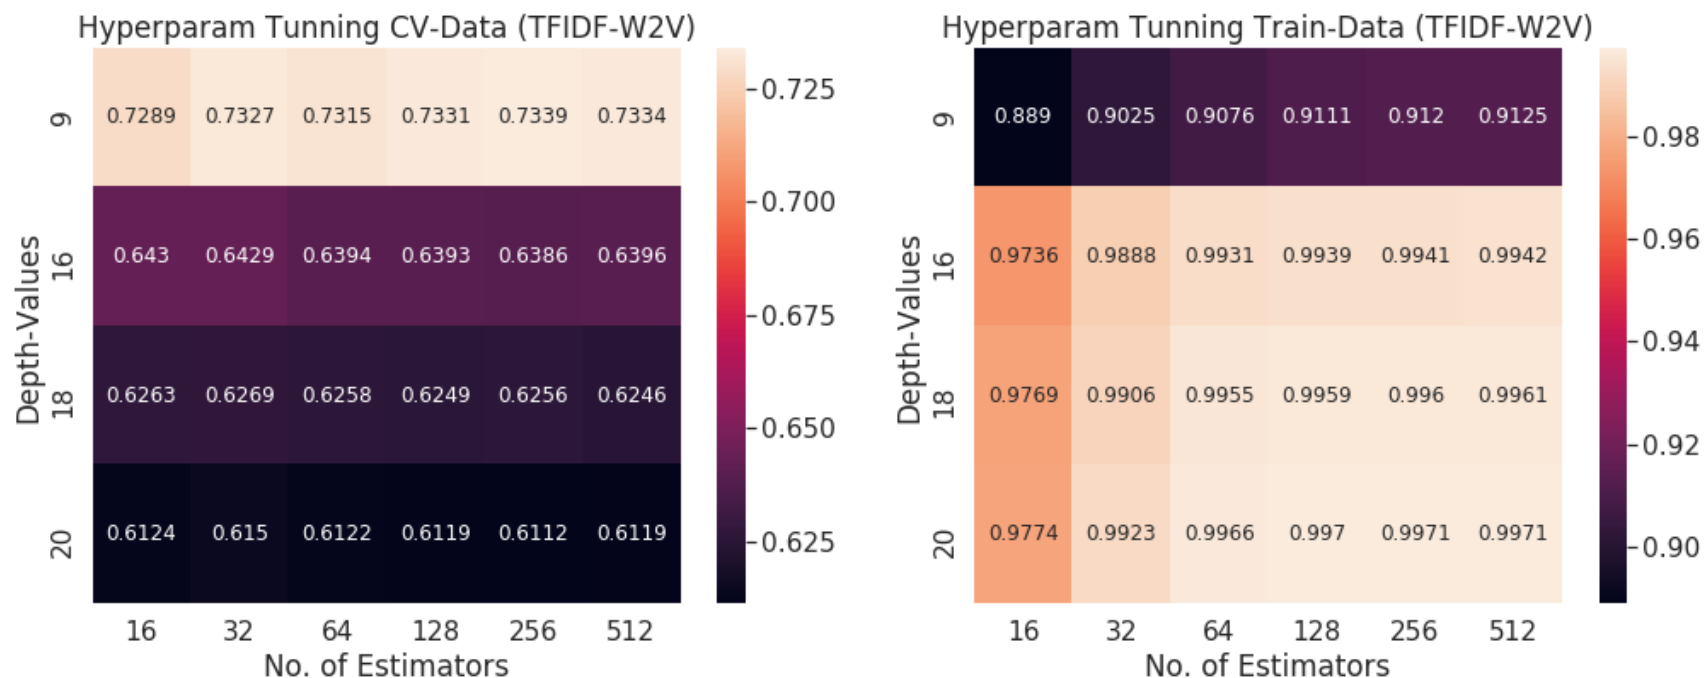 Hyperparam Tunning CV-Data (TFIDF-W2V)
9 0.7289 0.7327 0.7315 0.7331 0.7339 0.7334
16 0.643 0.6429 0.6394 0.6393 0.6386 0.6396
18 0.6263 0.6269 0.6258 0.6249 0.6256 0.6246
20 0.6124 0.615 0.6122 0.6119 0.6112 0.6119
16 32 64 128 256 512
No. of Estimators
Depth-Values
0.725
0.700
0.675
0.650
0.625
Hyperparam Tunning Train-Data (TFIDF-W2V)
9 0.889 0.9025 0.9076 0.9111 0.912 0.9125
16 0.9736 0.9888 0.9931 0.9939 0.9941 0.9942
18 0.9769 0.9906 0.9955 0.9959 0.996 0.9961
20 0.9774 0.9923 0.9966 0.997 0.9971 0.9971
16 32 64 128 256 512
No. of Estimators
Depth-Values
0.98
0.96
0.94
0.92
0.90